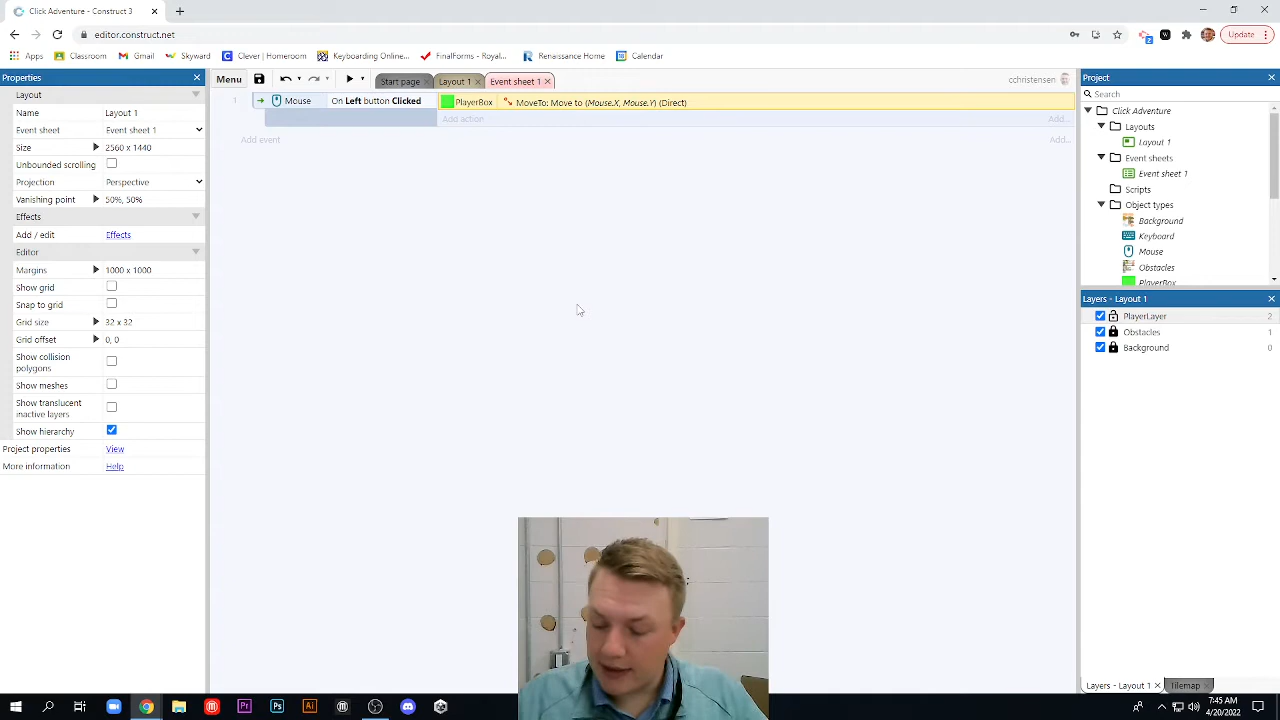 Click Adventure - Construct 3
editor.construct.net
Update
Apps
Classroom
Gmail
Skyward
Clever | Homeroom
Keyboarding Online...
FinalForms - Royal...
Renaissance Home
Calendar
Properties
Menu
Start page
Layout 1
Event sheet 1
cchristensen
Project
Layout
Name Layout 1
Event sheet Event sheet 1
Size 2560 x 1440
Unbounded scrolling
Projection Perspective
Vanishing point 50%, 50%
Effects
Add / edit Effects
Editor
Margins 1000 x 1000
Show grid
Snap to grid
Grid size 32 x 32
Grid offset 0, 0
Show collision
polygons
Show meshes
Show translucent
inactive layers
Show hierarchy
Project properties View
More information Help
1 Mouse On Left button Clicked PlayerBox MoveTo: Move to (Mouse.X, Mouse.Y) (Direct)
Add action Add...
Add event Add...
Search
Click Adventure
Layouts
Layout 1
Event sheets
Event sheet 1
Scripts
Object types
Background
Keyboard
Mouse
Obstacles
PlayerBox
Layers - Layout 1
PlayerLayer 2
Obstacles 1
Background 0
Layers - Layout 1
Tilemap
7:45 AM
4/20/2022